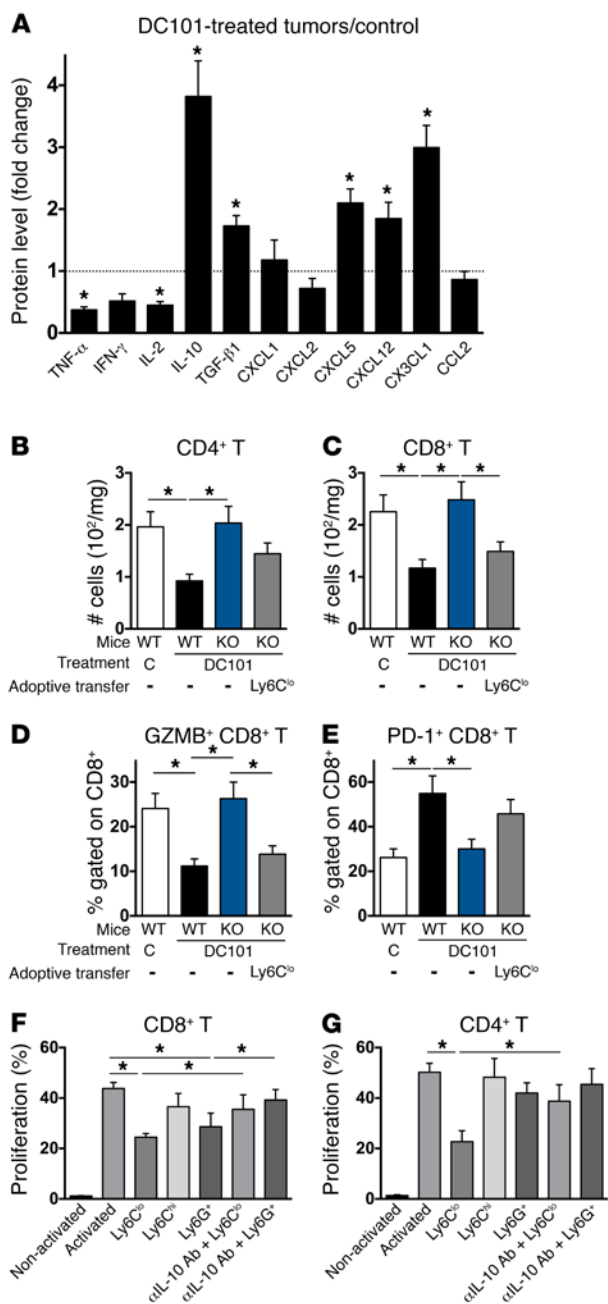 A
DC101-treated tumors/control
Protein level (fold change)
4
3
2
1
0
* * * * * * *
TNF-α IFN-γ IL-2 IL-10 TGF-β1 CXCL1 CXCL2 CXCL5 CXCL12 CX3CL1 CCL2
B
CD4+ T
# cells (10²/mg)
3
2
1
0
* *
Mice WT WT KO KO
Treatment C DC101
Adoptive transfer - - - Ly6Clo
C
CD8+ T
# cells (10²/mg)
3
2
1
0
* * *
WT WT KO KO
C DC101
- - - Ly6Clo
D
GZMB+ CD8+ T
% gated on CD8+
30
20
10
0
* * *
Mice WT WT KO KO
Treatment C DC101
Adoptive transfer - - - Ly6Clo
E
PD-1+ CD8+ T
% gated on CD8+
60
40
20
0
* *
WT WT KO KO
C DC101
- - - Ly6Clo
F
CD8+ T
Proliferation (%)
60
40
20
0
* * * *
Non-activated Activated Ly6Clo Ly6Chi Ly6G+ αIL-10 Ab + Ly6Clo αIL-10 Ab + Ly6G+
G
CD4+ T
Proliferation (%)
60
40
20
0
* *
Non-activated Activated Ly6Clo Ly6Chi Ly6G+ αIL-10 Ab + Ly6Clo αIL-10 Ab + Ly6G+